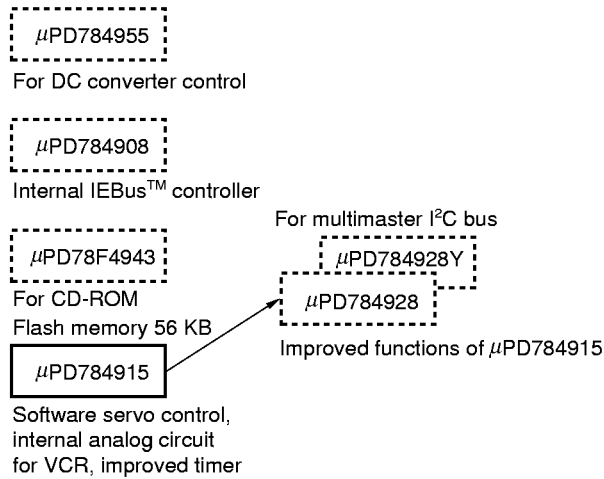 μPD784955
For DC converter control
μPD784908
Internal IEBus™ controller
μPD78F4943
For CD-ROM
Flash memory 56 KB
μPD784915
Software servo control,
internal analog circuit
for VCR, improved timer
For multimaster I²C bus
μPD784928Y
μPD784928
Improved functions of μPD784915